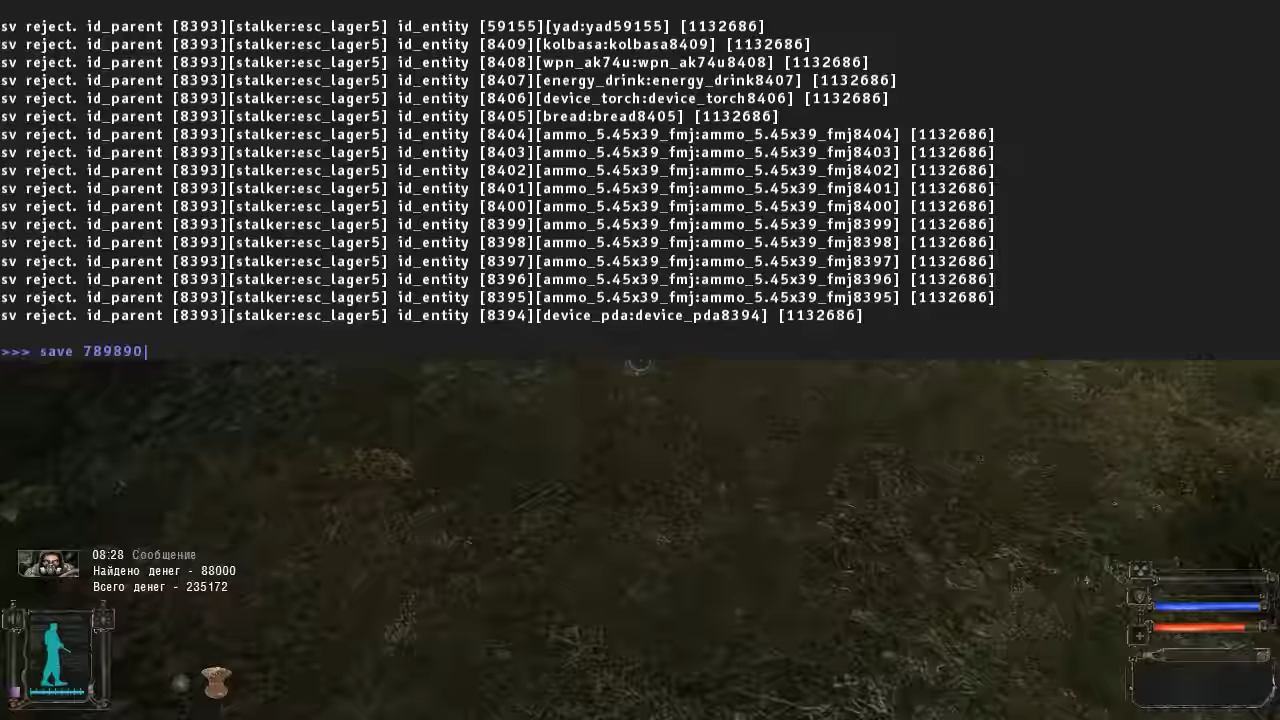 sv reject. id_parent [8393][stalker:esc_lager5] id_entity [59155][yad:yad59155] [1132686]
sv reject. id_parent [8393][stalker:esc_lager5] id_entity [8409][kolbasa:kolbasa8409] [1132686]
sv reject. id_parent [8393][stalker:esc_lager5] id_entity [8408][wpn_ak74u:wpn_ak74u8408] [1132686]
sv reject. id_parent [8393][stalker:esc_lager5] id_entity [8407][energy_drink:energy_drink8407] [1132686]
sv reject. id_parent [8393][stalker:esc_lager5] id_entity [8406][device_torch:device_torch8406] [1132686]
sv reject. id_parent [8393][stalker:esc_lager5] id_entity [8405][bread:bread8405] [1132686]
sv reject. id_parent [8393][stalker:esc_lager5] id_entity [8404][ammo_5.45x39_fmj:ammo_5.45x39_fmj8404] [1132686]
sv reject. id_parent [8393][stalker:esc_lager5] id_entity [8403][ammo_5.45x39_fmj:ammo_5.45x39_fmj8403] [1132686]
sv reject. id_parent [8393][stalker:esc_lager5] id_entity [8402][ammo_5.45x39_fmj:ammo_5.45x39_fmj8402] [1132686]
sv reject. id_parent [8393][stalker:esc_lager5] id_entity [8401][ammo_5.45x39_fmj:ammo_5.45x39_fmj8401] [1132686]
sv reject. id_parent [8393][stalker:esc_lager5] id_entity [8400][ammo_5.45x39_fmj:ammo_5.45x39_fmj8400] [1132686]
sv reject. id_parent [8393][stalker:esc_lager5] id_entity [8399][ammo_5.45x39_fmj:ammo_5.45x39_fmj8399] [1132686]
sv reject. id_parent [8393][stalker:esc_lager5] id_entity [8398][ammo_5.45x39_fmj:ammo_5.45x39_fmj8398] [1132686]
sv reject. id_parent [8393][stalker:esc_lager5] id_entity [8397][ammo_5.45x39_fmj:ammo_5.45x39_fmj8397] [1132686]
sv reject. id_parent [8393][stalker:esc_lager5] id_entity [8396][ammo_5.45x39_fmj:ammo_5.45x39_fmj8396] [1132686]
sv reject. id_parent [8393][stalker:esc_lager5] id_entity [8395][ammo_5.45x39_fmj:ammo_5.45x39_fmj8395] [1132686]
sv reject. id_parent [8393][stalker:esc_lager5] id_entity [8394][device_pda:device_pda8394] [1132686]
>>> save 789890|
08:28 Сообщение
Найдено денег - 88000
Всего денег - 235172